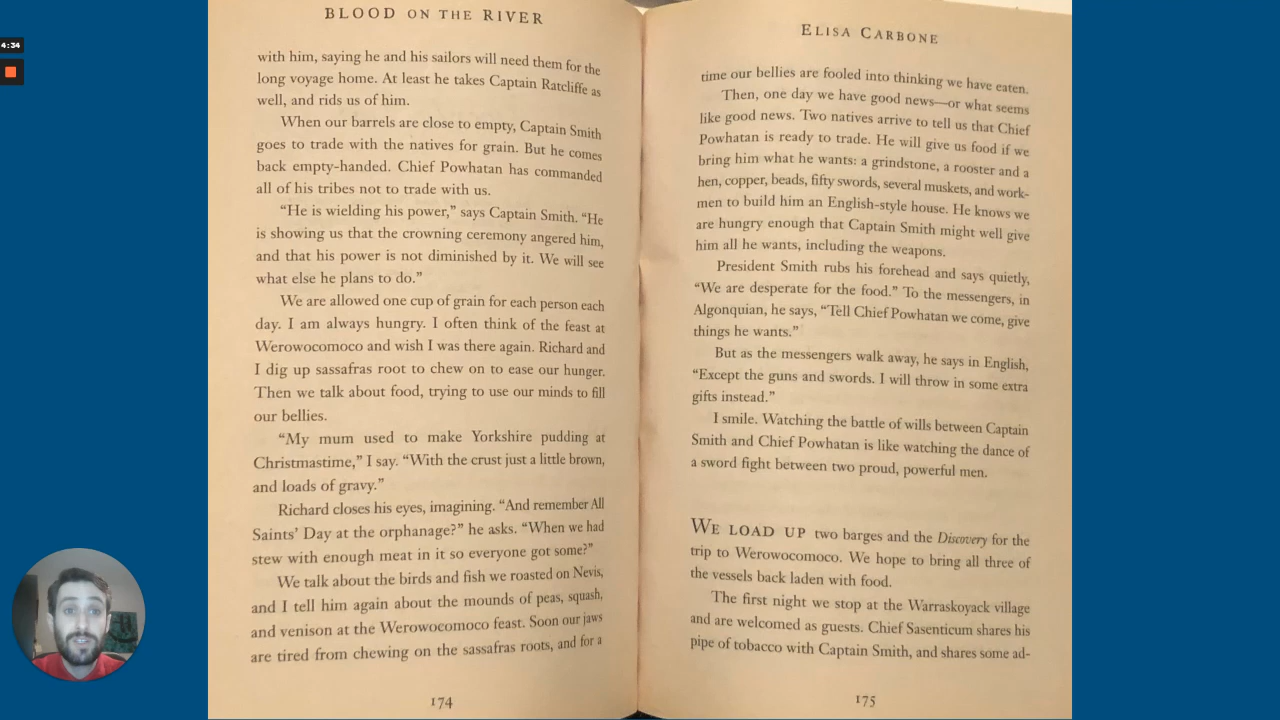 4:34
BLOOD ON THE RIVER
with him, saying he and his sailors will need them for the
long voyage home. At least he takes Captain Ratcliffe as
well, and rids us of him.
When our barrels are close to empty, Captain Smith
goes to trade with the natives for grain. But he comes
back empty-handed. Chief Powhatan has commanded
all of his tribes not to trade with us.
“He is wielding his power,” says Captain Smith. “He
is showing us that the crowning ceremony angered him,
and that his power is not diminished by it. We will see
what else he plans to do.”
We are allowed one cup of grain for each person each
day. I am always hungry. I often think of the feast at
Werowocomoco and wish I was there again. Richard and
I dig up sassafras root to chew on to ease our hunger.
Then we talk about food, trying to use our minds to fill
our bellies.
“My mum used to make Yorkshire pudding at
Christmastime,” I say. “With the crust just a little brown,
and loads of gravy.”
Richard closes his eyes, imagining. “And remember All
Saints’ Day at the orphanage?” he asks. “When we had
stew with enough meat in it so everyone got some?”
We talk about the birds and fish we roasted on Nevis,
and I tell him again about the mounds of peas, squash,
and venison at the Werowocomoco feast. Soon our jaws
are tired from chewing on the sassafras roots, and for a
174
ELISA CARBONE
time our bellies are fooled into thinking we have eaten.
Then, one day we have good news—or what seems
like good news. Two natives arrive to tell us that Chief
Powhatan is ready to trade. He will give us food if we
bring him what he wants: a grindstone, a rooster and a
hen, copper, beads, fifty swords, several muskets, and work-
men to build him an English-style house. He knows we
are hungry enough that Captain Smith might well give
him all he wants, including the weapons.
President Smith rubs his forehead and says quietly,
“We are desperate for the food.” To the messengers, in
Algonquian, he says, “Tell Chief Powhatan we come, give
things he wants.”
But as the messengers walk away, he says in English,
“Except the guns and swords. I will throw in some extra
gifts instead.”
I smile. Watching the battle of wills between Captain
Smith and Chief Powhatan is like watching the dance of
a sword fight between two proud, powerful men.
WE LOAD UP two barges and the Discovery for the
trip to Werowocomoco. We hope to bring all three of
the vessels back laden with food.
The first night we stop at the Warraskoyack village
and are welcomed as guests. Chief Sasenticum shares his
pipe of tobacco with Captain Smith, and shares some ad-
175